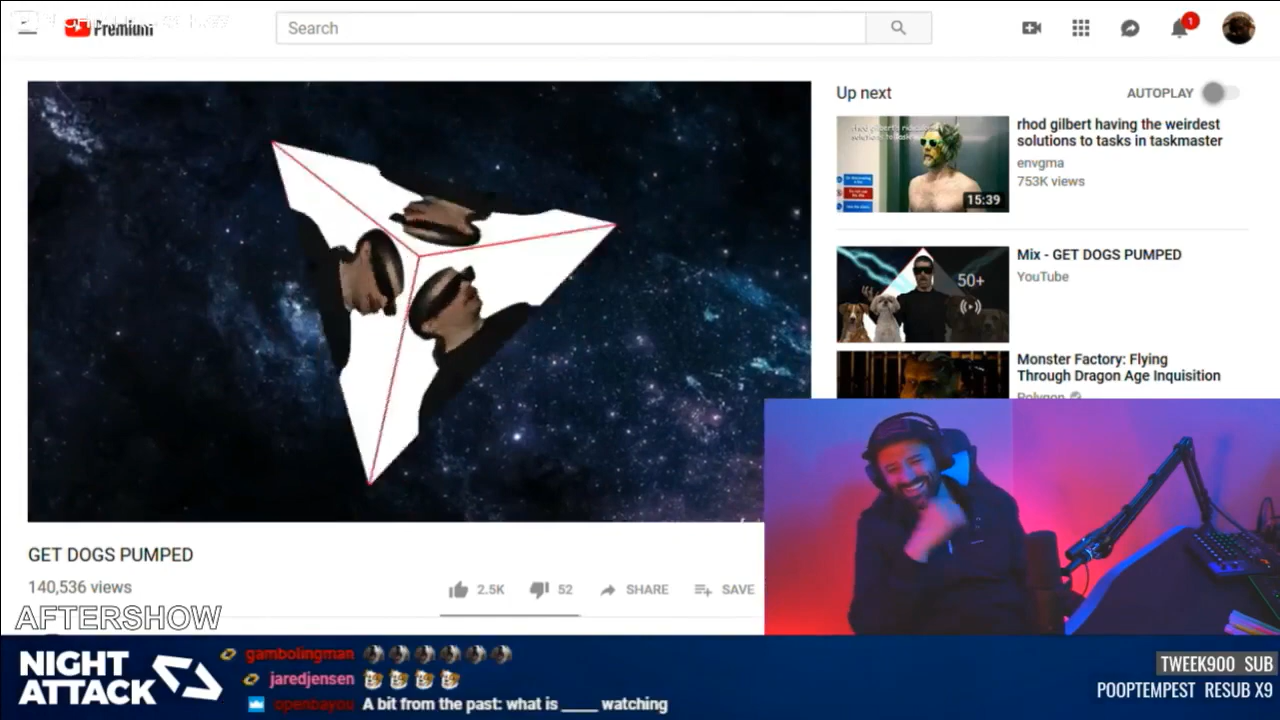 Premium
Search
1
Up next
AUTOPLAY
rhod gilbert having the weirdest
solutions to tasks in taskmaster
envgma
753K views
15:39
Mix - GET DOGS PUMPED
YouTube
50+
Monster Factory: Flying
Through Dragon Age Inquisition
Polygon
GET DOGS PUMPED
140,536 views
2.5K
52
SHARE
SAVE
AFTERSHOW
NIGHT
ATTACK
gambolingman
jaredjensen
openbayou A bit from the past: what is ____ watching
TWEEK900 SUB
POOPTEMPEST RESUB X9